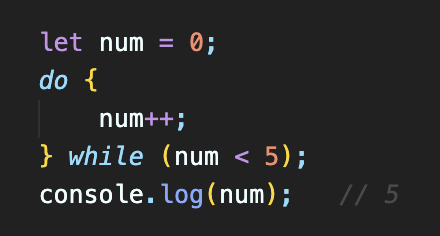 let num = 0;
do {
    num++;
} while (num < 5);
console.log(num);   // 5